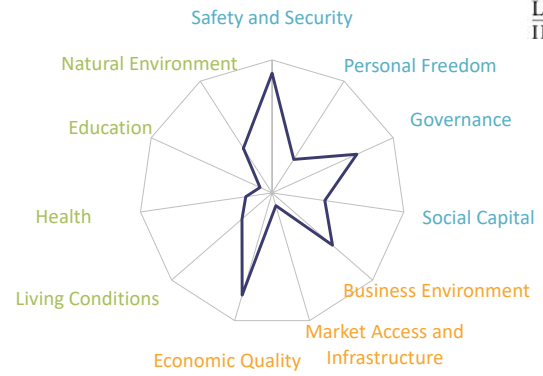 Safety and Security
Natural Environment
Personal Freedom
Education
Governance
Health
Social Capital
Living Conditions
Business Environment
Market Access and
Infrastructure
Economic Quality